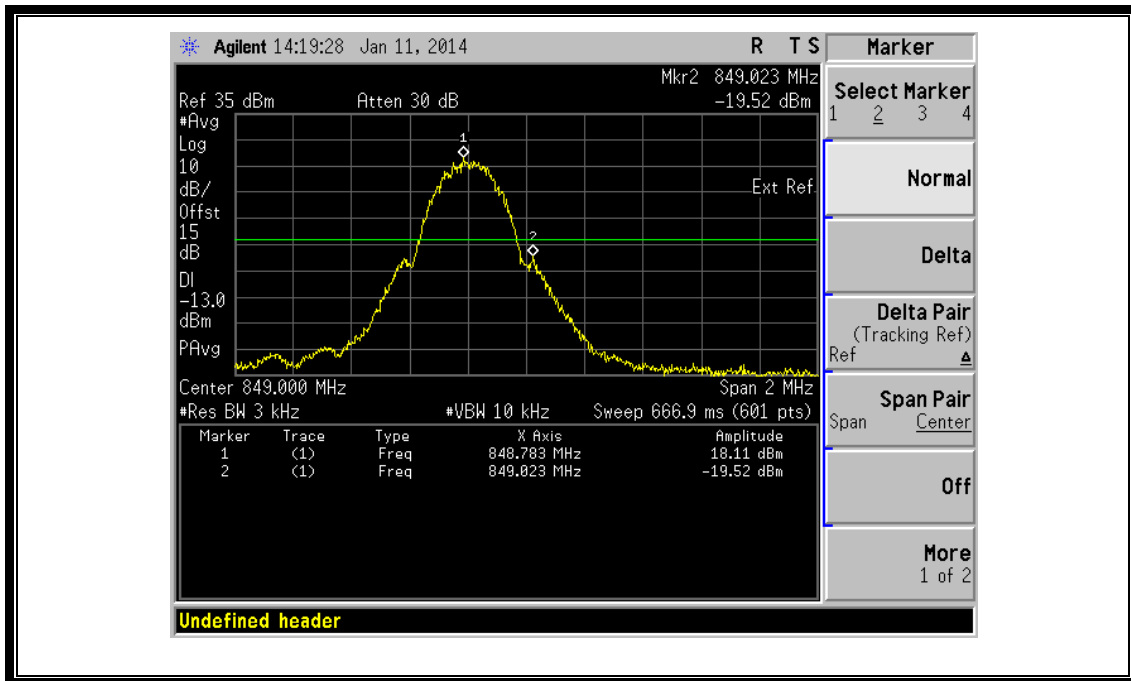 Agilent 14:19:28 Jan 11, 2014 R T S
Mkr2 849.023 MHz
Ref 35 dBm Atten 30 dB -19.52 dBm
#Avg
Log
10
dB/
Offst
15
dB
DI
-13.0
dBm
PAvg
1
2
Ext Ref
Center 849.000 MHz Span 2 MHz
#Res BW 3 kHz #VBW 10 kHz Sweep 666.9 ms (601 pts)
Marker Trace Type X Axis Amplitude
1 (1) Freq 848.783 MHz 18.11 dBm
2 (1) Freq 849.023 MHz -19.52 dBm
Undefined header
Marker
Select Marker
1 2 3 4
Normal
Delta
Delta Pair
(Tracking Ref)
Ref Δ
Span Pair
Span Center
Off
More
1 of 2